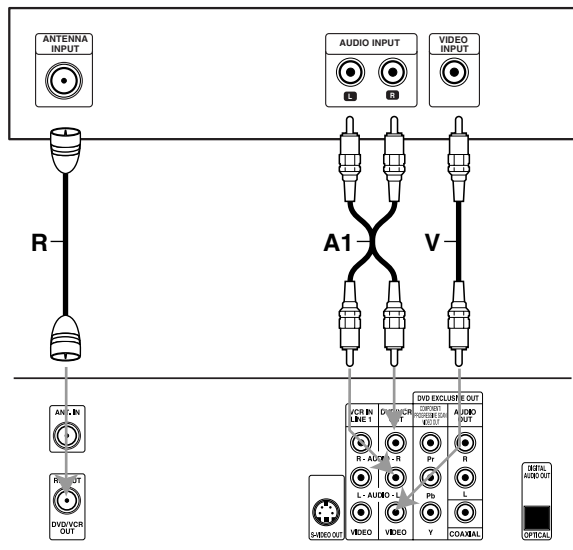 ANTENNA
INPUT
AUDIO INPUT
L
R
VIDEO
INPUT
R
A1
V
ANT. IN
DVD/VCR
OUT
DVD EXCLUSIVE OUT
VCR IN
LINE 1
DVD/VCR
OUT
COMPONENT/
PROGRESSIVE SCAN
VIDEO OUT
AUDIO
OUT
R - AUDIO - R
Pr
R
L - AUDIO - L
Pb
L
S-VIDEO OUT
VIDEO
VIDEO
Y
COAXIAL
DIGITAL
AUDIO OUT
OPTICAL